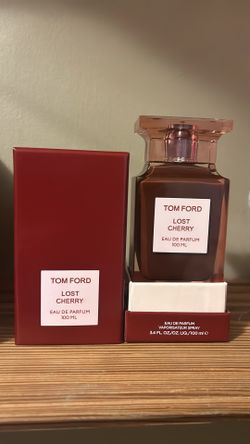 TOM FORD
LOST
CHERRY
EAU DE PARFUM
100 ML
TOM FORD
LOST
CHERRY
EAU DE PARFUM
100 ML
EAU DE PARFUM
VAPORISATEUR SPRAY
3.4 FL.OZ./OZ.LIQ./100 ml ℮